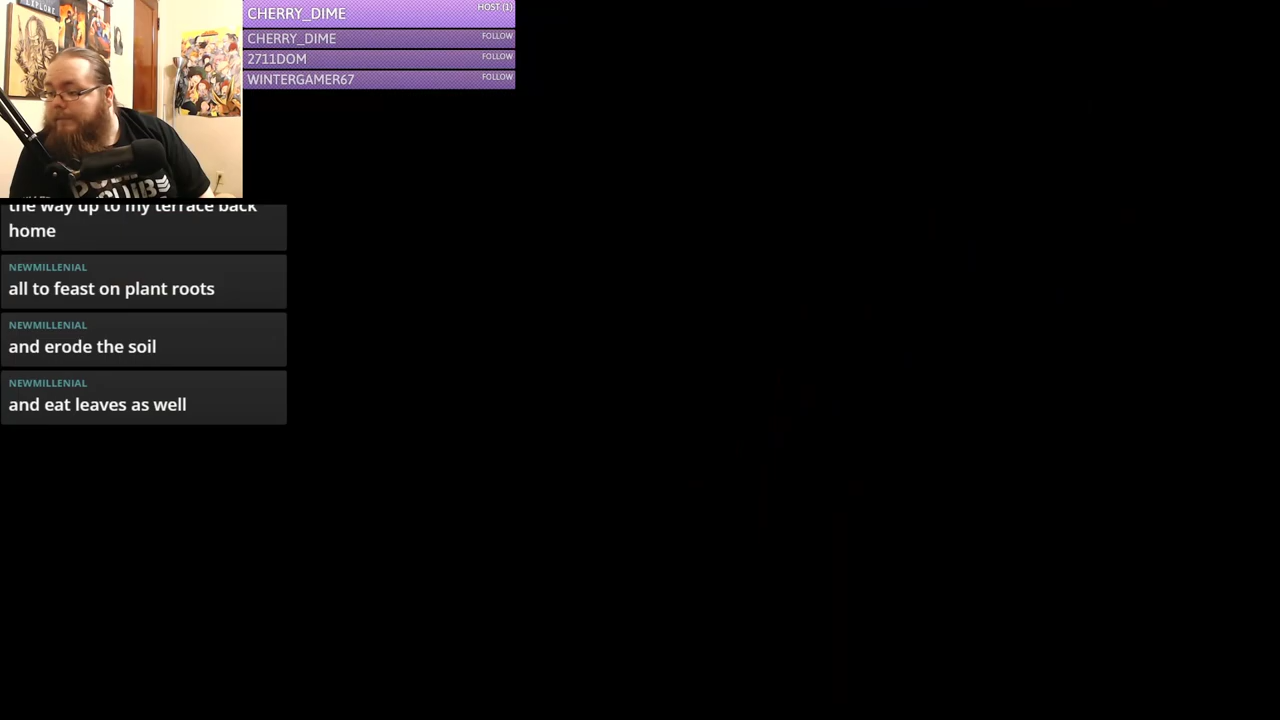 EXPLORE
CHERRY_DIME
HOST (1)
CHERRY_DIME
FOLLOW
2711DOM
FOLLOW
WINTERGAMER67
FOLLOW
the way up to my terrace back
home
NEWMILLENIAL
all to feast on plant roots
NEWMILLENIAL
and erode the soil
NEWMILLENIAL
and eat leaves as well